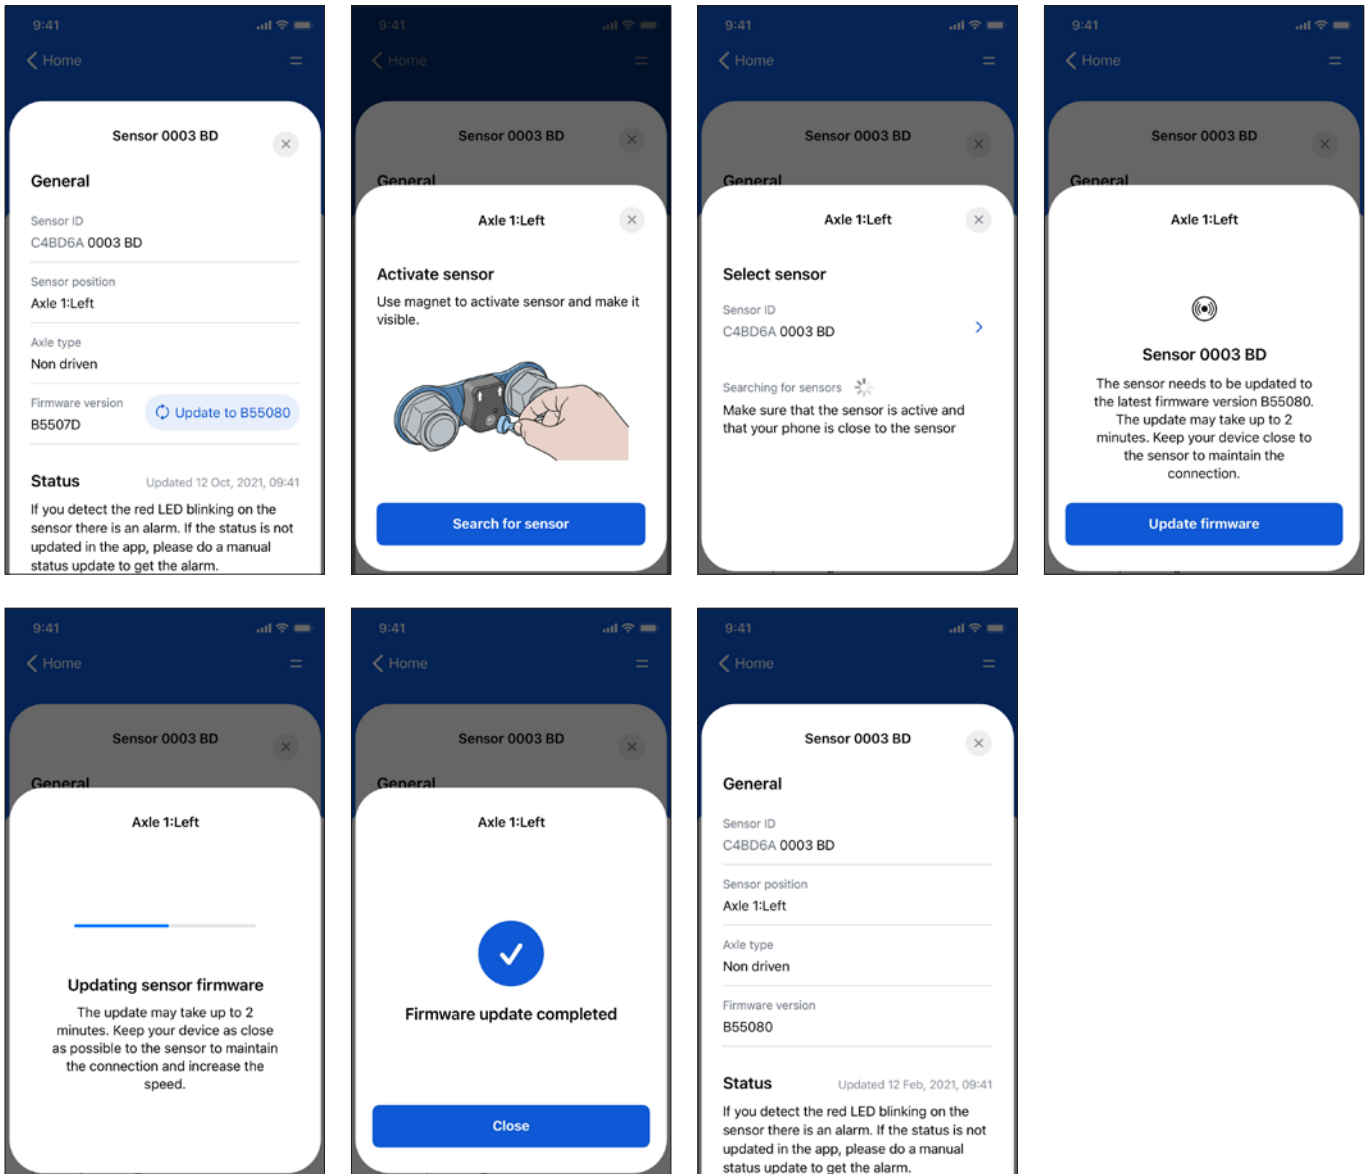 9:41
Home
Sensor 0003 BD
General
Sensor ID
C4BD6A 0003 BD
Sensor position
Axle 1:Left
Axle type
Non driven
Firmware version
B5507D
Update to B55080
Status
Updated 12 Oct, 2021, 09:41
If you detect the red LED blinking on the
sensor there is an alarm. If the status is not
updated in the app, please do a manual
status update to get the alarm.
9:41
Home
Sensor 0003 BD
General
Axle 1:Left
Activate sensor
Use magnet to activate sensor and make it
visible.
Search for sensor
9:41
Home
Sensor 0003 BD
General
Axle 1:Left
Select sensor
Sensor ID
C4BD6A 0003 BD
Searching for sensors
Make sure that the sensor is active and
that your phone is close to the sensor
9:41
Home
Sensor 0003 BD
General
Axle 1:Left
Sensor 0003 BD
The sensor needs to be updated to
the latest firmware version B55080.
The update may take up to 2
minutes. Keep your device close to
the sensor to maintain the
connection.
Update firmware
9:41
Home
Sensor 0003 BD
General
Axle 1:Left
Updating sensor firmware
The update may take up to 2
minutes. Keep your device as close
as possible to the sensor to maintain
the connection and increase the
speed.
9:41
Home
Sensor 0003 BD
General
Axle 1:Left
Firmware update completed
Close
9:41
Home
Sensor 0003 BD
General
Sensor ID
C4BD6A 0003 BD
Sensor position
Axle 1:Left
Axle type
Non driven
Firmware version
B55080
Status
Updated 12 Feb, 2021, 09:41
If you detect the red LED blinking on the
sensor there is an alarm. If the status is not
updated in the app, please do a manual
status update to get the alarm.